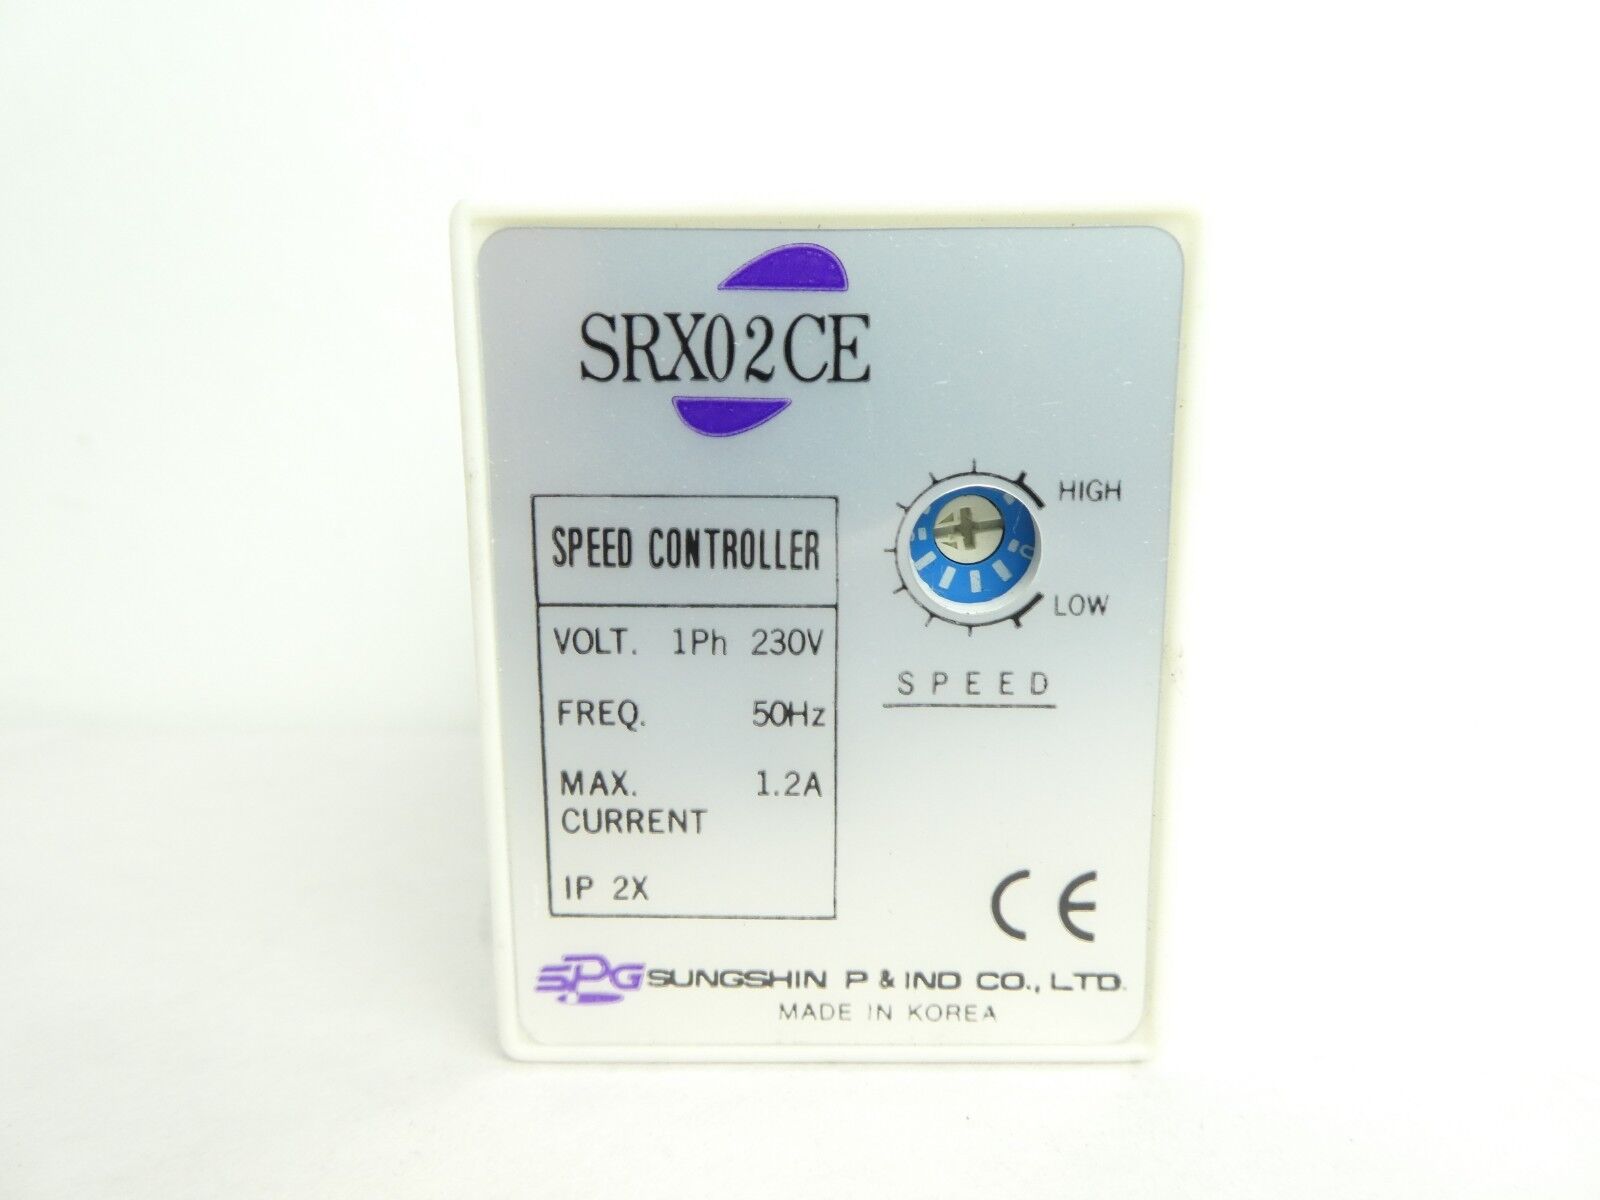 SRX02CE
HIGH
LOW
SPEED
SPEED CONTROLLER
VOLT. 1Ph 230V
FREQ. 50Hz
MAX. 1.2A
CURRENT
IP 2X
CE
SPG SUNGSHIN P & IND CO., LTD.
MADE IN KOREA